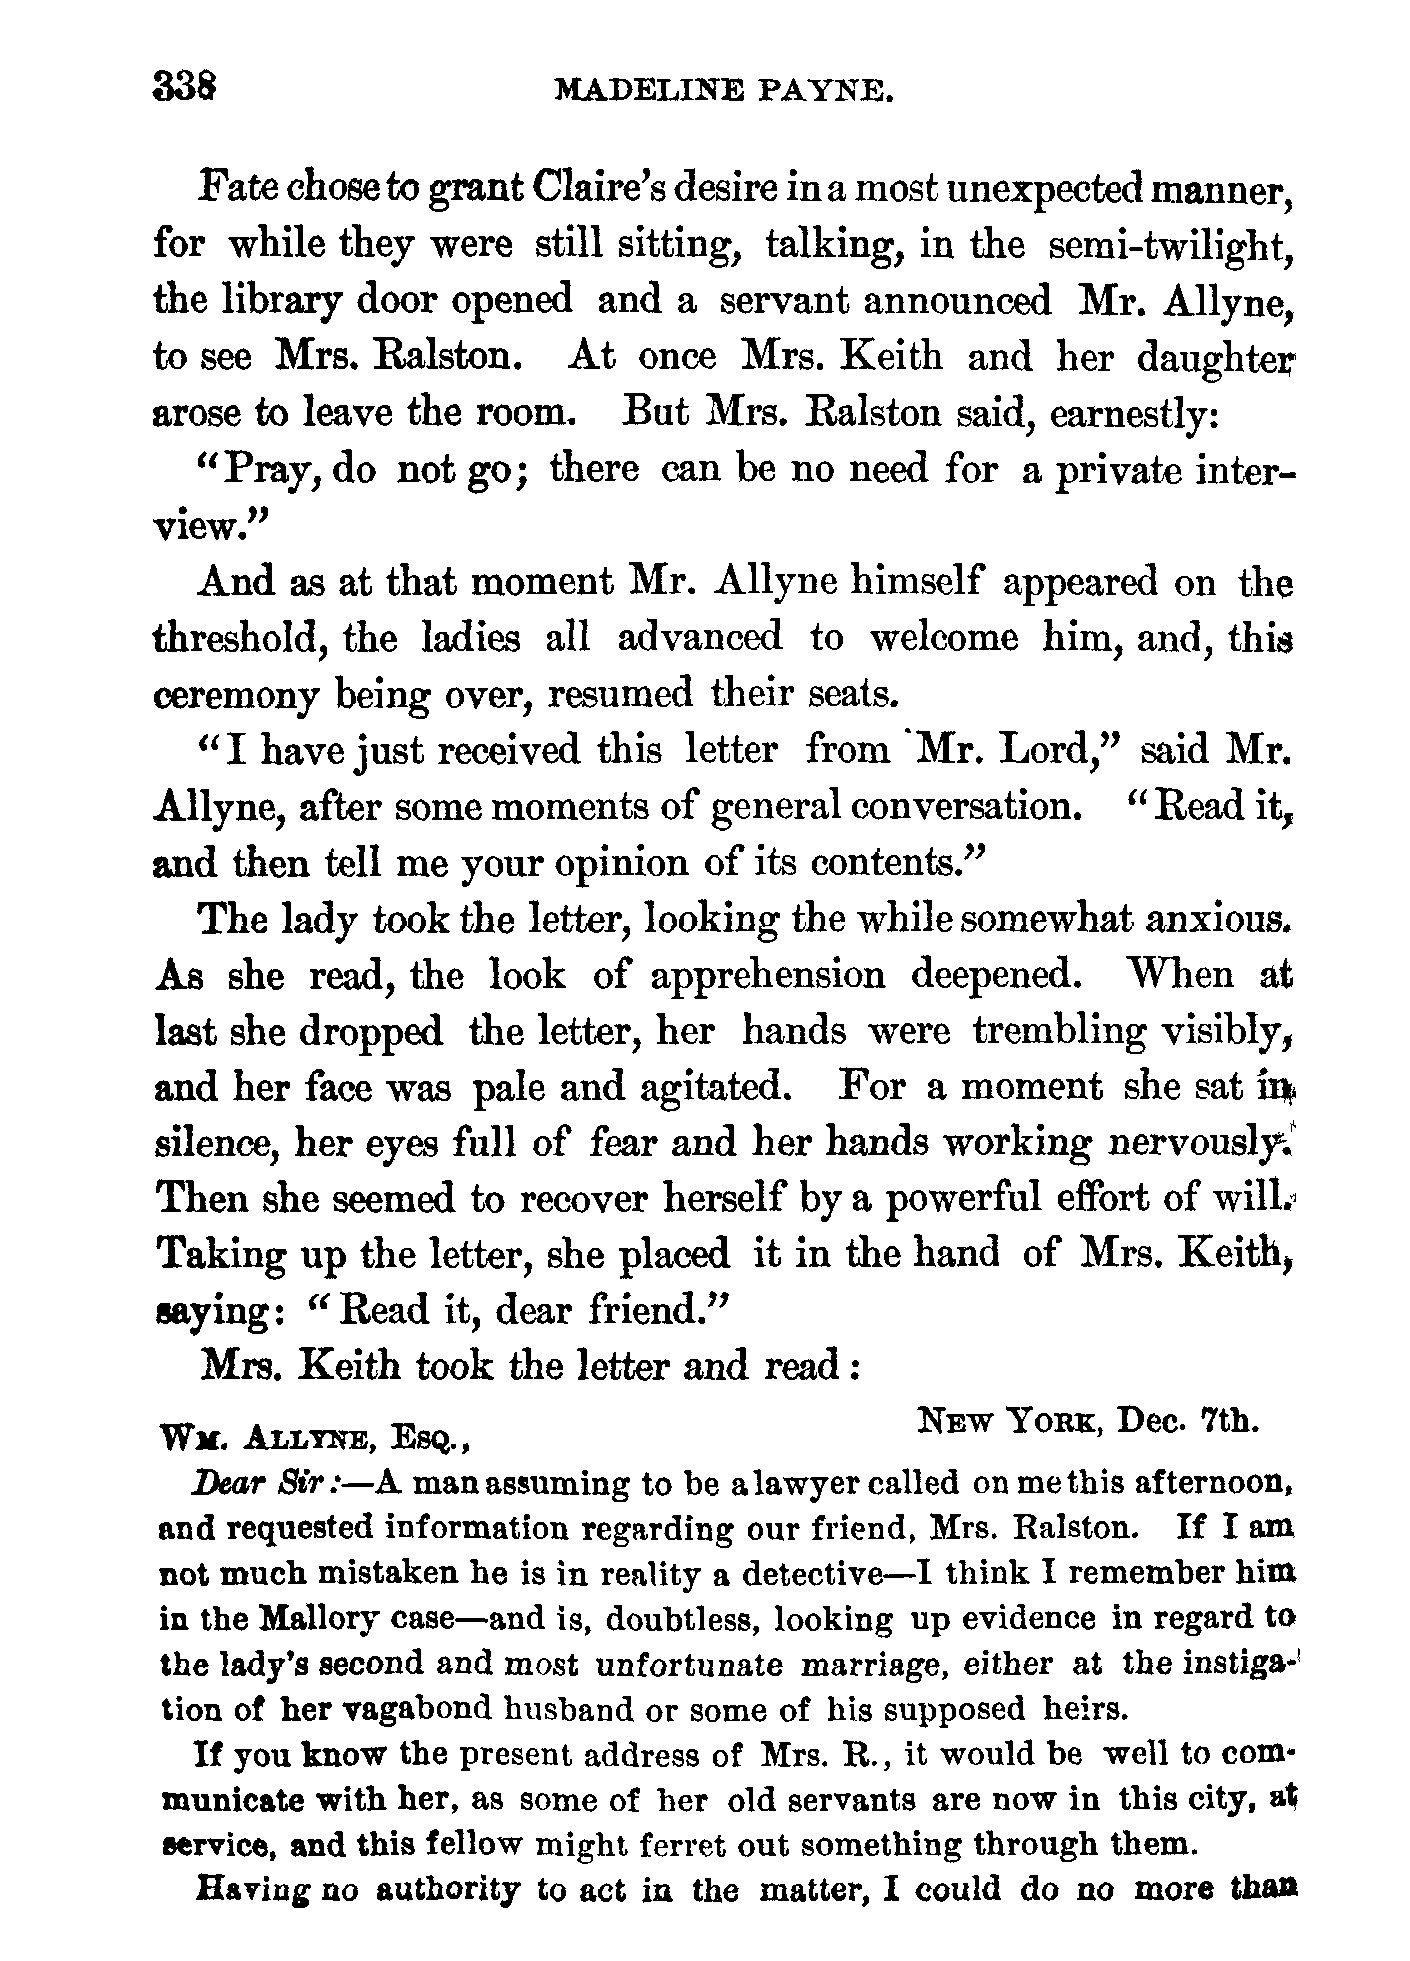 338 MADELINE PAYNE.
Fate chose to grant Claire's desire in a most unexpected manner,
for while they were still sitting, talking, in the semi-twilight,
the library door opened and a servant announced Mr. Allyne,
to see Mrs. Ralston. At once Mrs. Keith and her daughter
arose to leave the room. But Mrs. Ralston said, earnestly:
“Pray, do not go; there can be no need for a private inter-
view.”
And as at that moment Mr. Allyne himself appeared on the
threshold, the ladies all advanced to welcome him, and, this
ceremony being over, resumed their seats.
“I have just received this letter from Mr. Lord,” said Mr.
Allyne, after some moments of general conversation. “Read it,
and then tell me your opinion of its contents.”
The lady took the letter, looking the while somewhat anxious.
As she read, the look of apprehension deepened. When at
last she dropped the letter, her hands were trembling visibly,
and her face was pale and agitated. For a moment she sat in
silence, her eyes full of fear and her hands working nervously.
Then she seemed to recover herself by a powerful effort of will.
Taking up the letter, she placed it in the hand of Mrs. Keith,
saying: “Read it, dear friend.”
Mrs. Keith took the letter and read:
NEW YORK, Dec. 7th.
WM. ALLYNE, ESQ.,
Dear Sir:—A man assuming to be a lawyer called on me this afternoon,
and requested information regarding our friend, Mrs. Ralston. If I am
not much mistaken he is in reality a detective—I think I remember him
in the Mallory case—and is, doubtless, looking up evidence in regard to
the lady's second and most unfortunate marriage, either at the instiga-
tion of her vagabond husband or some of his supposed heirs.
If you know the present address of Mrs. R., it would be well to com-
municate with her, as some of her old servants are now in this city, at
service, and this fellow might ferret out something through them.
Having no authority to act in the matter, I could do no more than